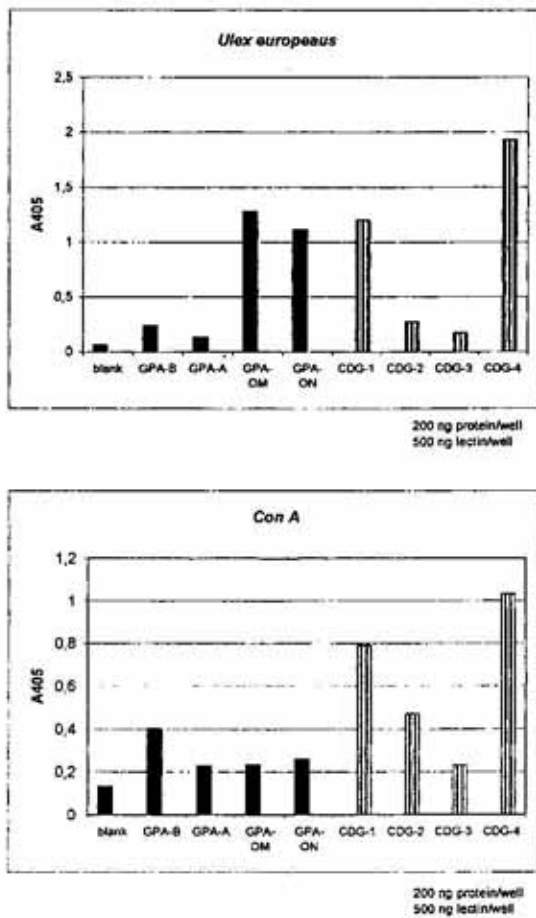 Ulex europaeus
2,5
2
1,5
1
0,5
0
A405
blank GPA-B GPA-A GPA-OM GPA-ON CDG-1 CDG-2 CDG-3 CDG-4
200 ng protein/well
500 ng lectin/well
Con A
1,2
1
0,8
0,6
0,4
0,2
0
A405
blank GPA-B GPA-A GPA-OM GPA-ON CDG-1 CDG-2 CDG-3 CDG-4
200 ng protein/well
500 ng lectin/well